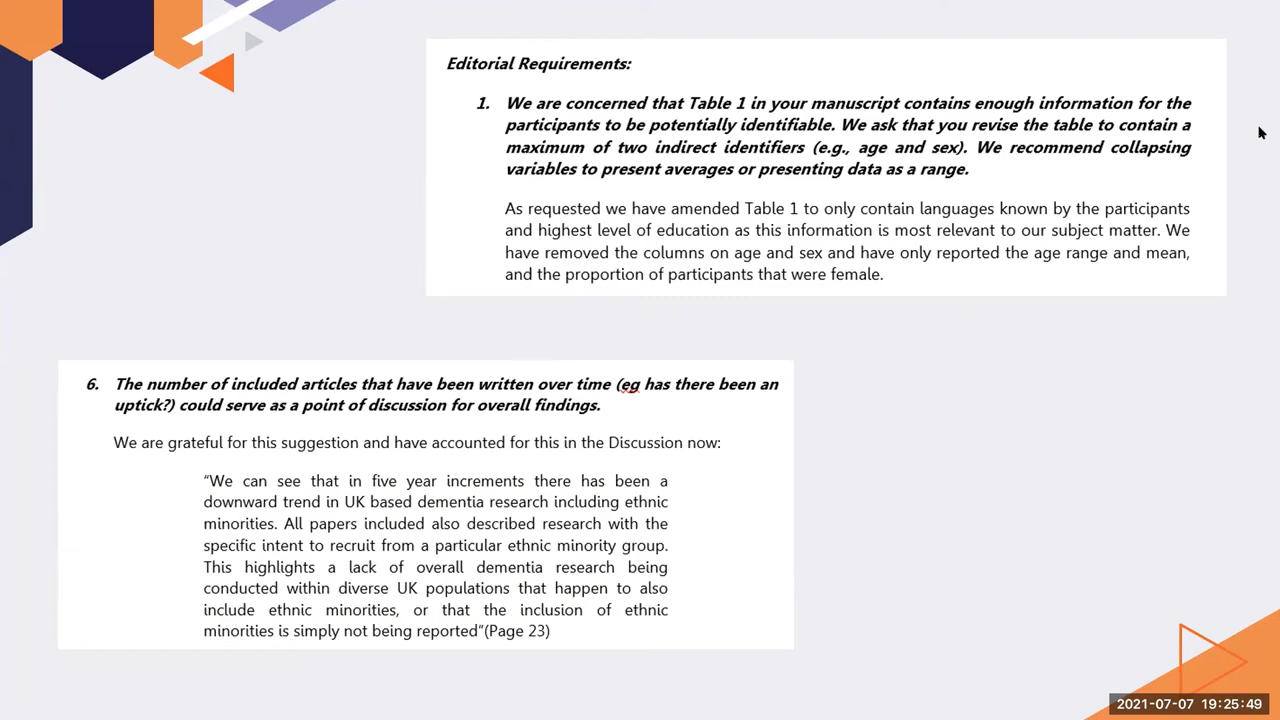 Editorial Requirements:
1. We are concerned that Table 1 in your manuscript contains enough information for the
participants to be potentially identifiable. We ask that you revise the table to contain a
maximum of two indirect identifiers (e.g., age and sex). We recommend collapsing
variables to present averages or presenting data as a range.
As requested we have amended Table 1 to only contain languages known by the participants
and highest level of education as this information is most relevant to our subject matter. We
have removed the columns on age and sex and have only reported the age range and mean,
and the proportion of participants that were female.
6. The number of included articles that have been written over time (eg has there been an
uptick?) could serve as a point of discussion for overall findings.
We are grateful for this suggestion and have accounted for this in the Discussion now:
“We can see that in five year increments there has been a
downward trend in UK based dementia research including ethnic
minorities. All papers included also described research with the
specific intent to recruit from a particular ethnic minority group.
This highlights a lack of overall dementia research being
conducted within diverse UK populations that happen to also
include ethnic minorities, or that the inclusion of ethnic
minorities is simply not being reported“(Page 23)
2021-07-07 19:25:49